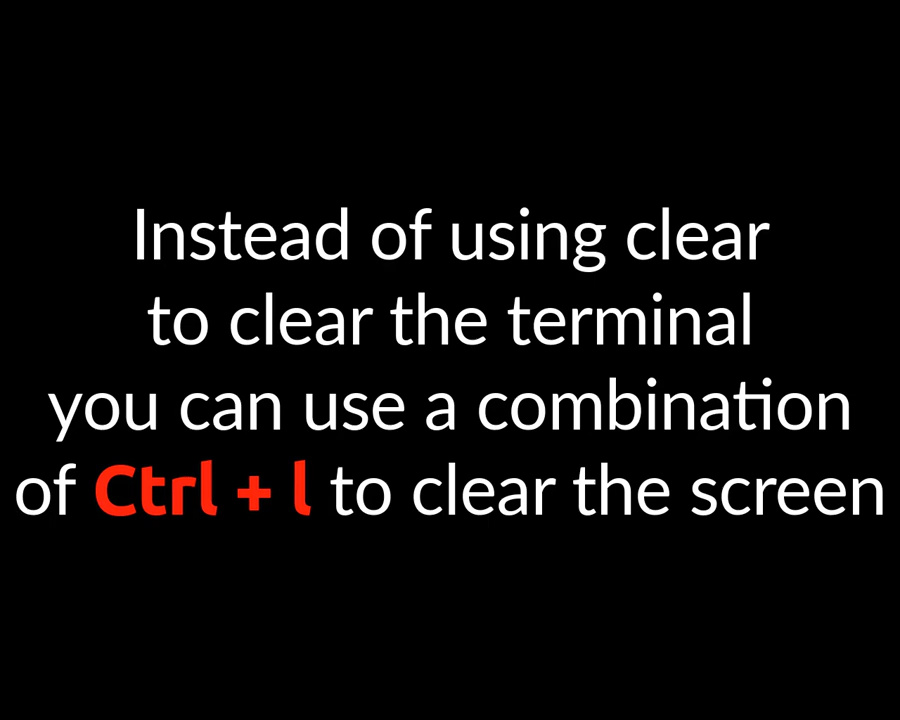 Instead of using clear
to clear the terminal
you can use a combination
of Ctrl + l to clear the screen